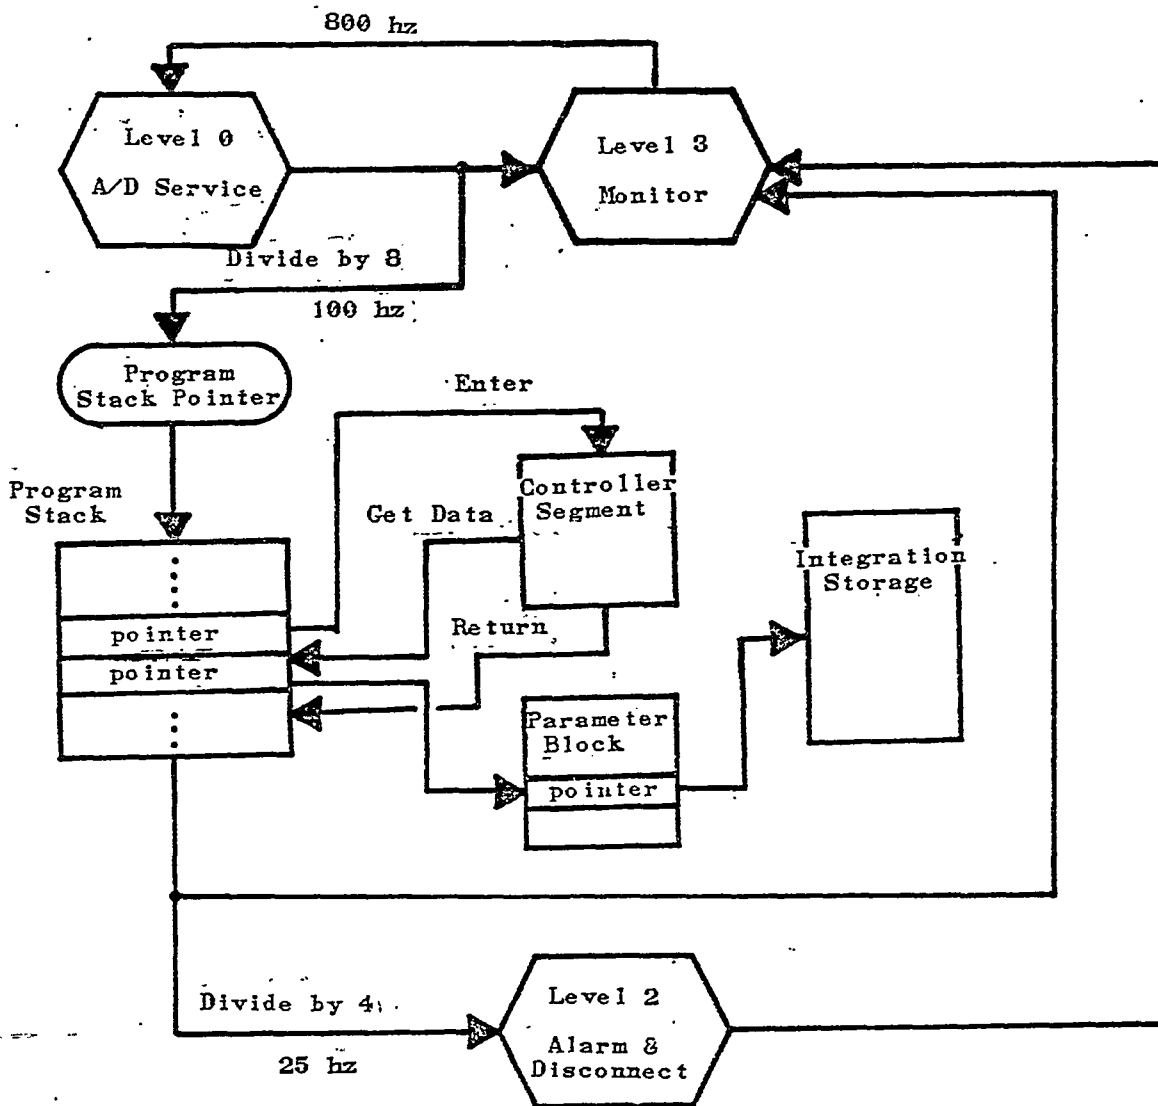 800 hz
Level 0
A/D Service
Level 3
Monitor
Divide by 8
100 hz
Program
Stack Pointer
Enter
Program
Stack
Controller
Segment
Get Data
Integration
Storage
pointer
Return
pointer
Parameter
Block
pointer
Level 2
Divide by 4
Alarm &
Disconnect
25 hz